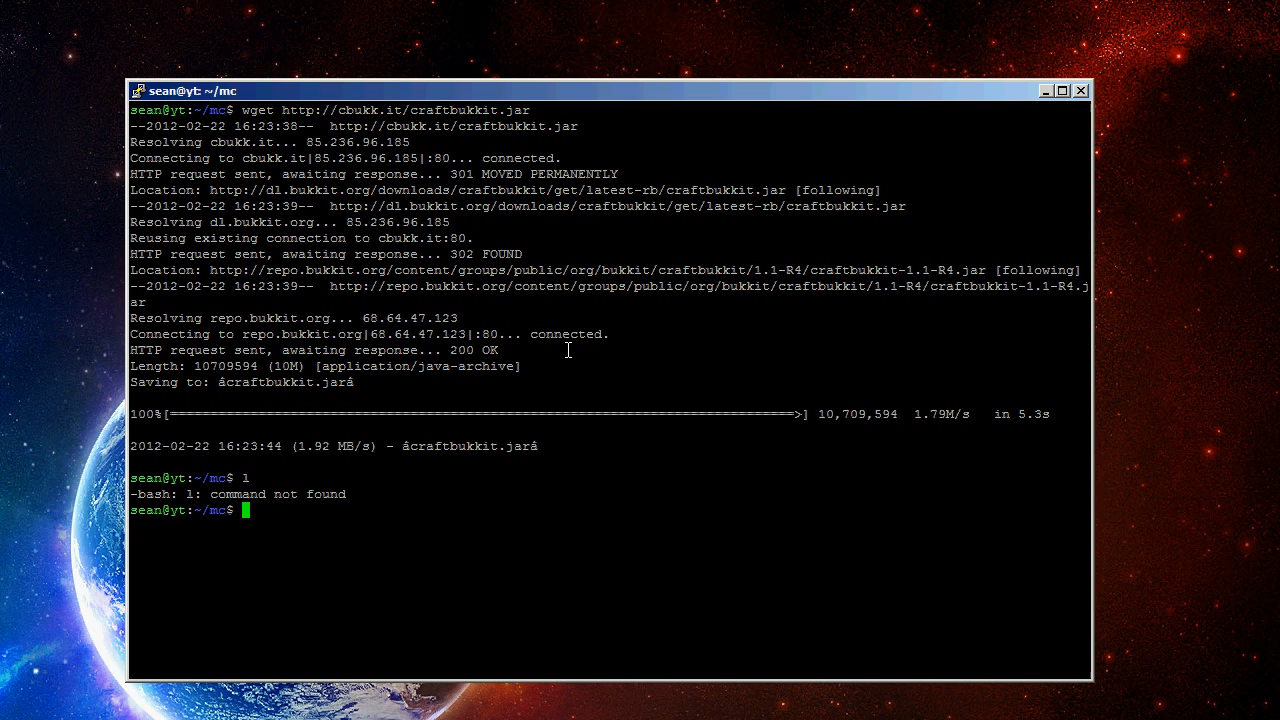 sean@yt: ~/mc
sean@yt:~/mc$ wget http://cbukk.it/craftbukkit.jar
--2012-02-22 16:23:38--  http://cbukk.it/craftbukkit.jar
Resolving cbukk.it... 85.236.96.185
Connecting to cbukk.it|85.236.96.185|:80... connected.
HTTP request sent, awaiting response... 301 MOVED PERMANENTLY
Location: http://dl.bukkit.org/downloads/craftbukkit/get/latest-rb/craftbukkit.jar [following]
--2012-02-22 16:23:39--  http://dl.bukkit.org/downloads/craftbukkit/get/latest-rb/craftbukkit.jar
Resolving dl.bukkit.org... 85.236.96.185
Reusing existing connection to cbukk.it:80.
HTTP request sent, awaiting response... 302 FOUND
Location: http://repo.bukkit.org/content/groups/public/org/bukkit/craftbukkit/1.1-R4/craftbukkit-1.1-R4.jar [following]
--2012-02-22 16:23:39--  http://repo.bukkit.org/content/groups/public/org/bukkit/craftbukkit/1.1-R4/craftbukkit-1.1-R4.j
ar
Resolving repo.bukkit.org... 68.64.47.123
Connecting to repo.bukkit.org|68.64.47.123|:80... connected.
HTTP request sent, awaiting response... 200 OK
Length: 10709594 (10M) [application/java-archive]
Saving to: âcraftbukkit.jarâ
100%[==============================================================================>] 10,709,594  1.79M/s   in 5.3s
2012-02-22 16:23:44 (1.92 MB/s) - âcraftbukkit.jarâ
sean@yt:~/mc$ l
-bash: l: command not found
sean@yt:~/mc$